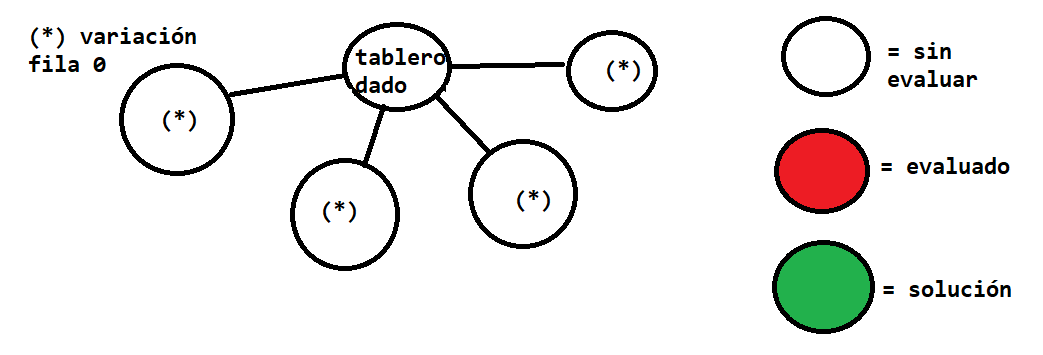 (*) variación
fila 0
tablero
dado
(*)
(*)
(*)
(*)
= sin
evaluar
= evaluado
= solución